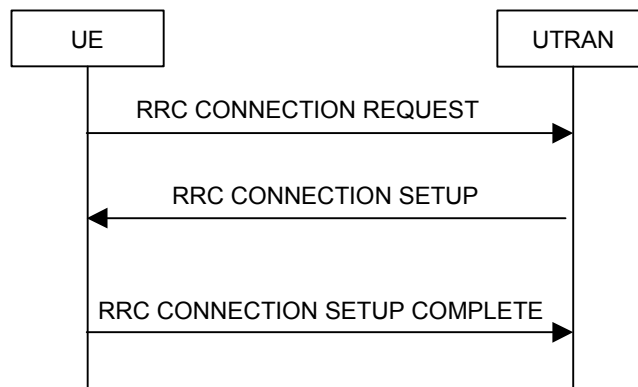 UE
UTRAN
RRC CONNECTION REQUEST
RRC CONNECTION SETUP
RRC CONNECTION SETUP COMPLETE